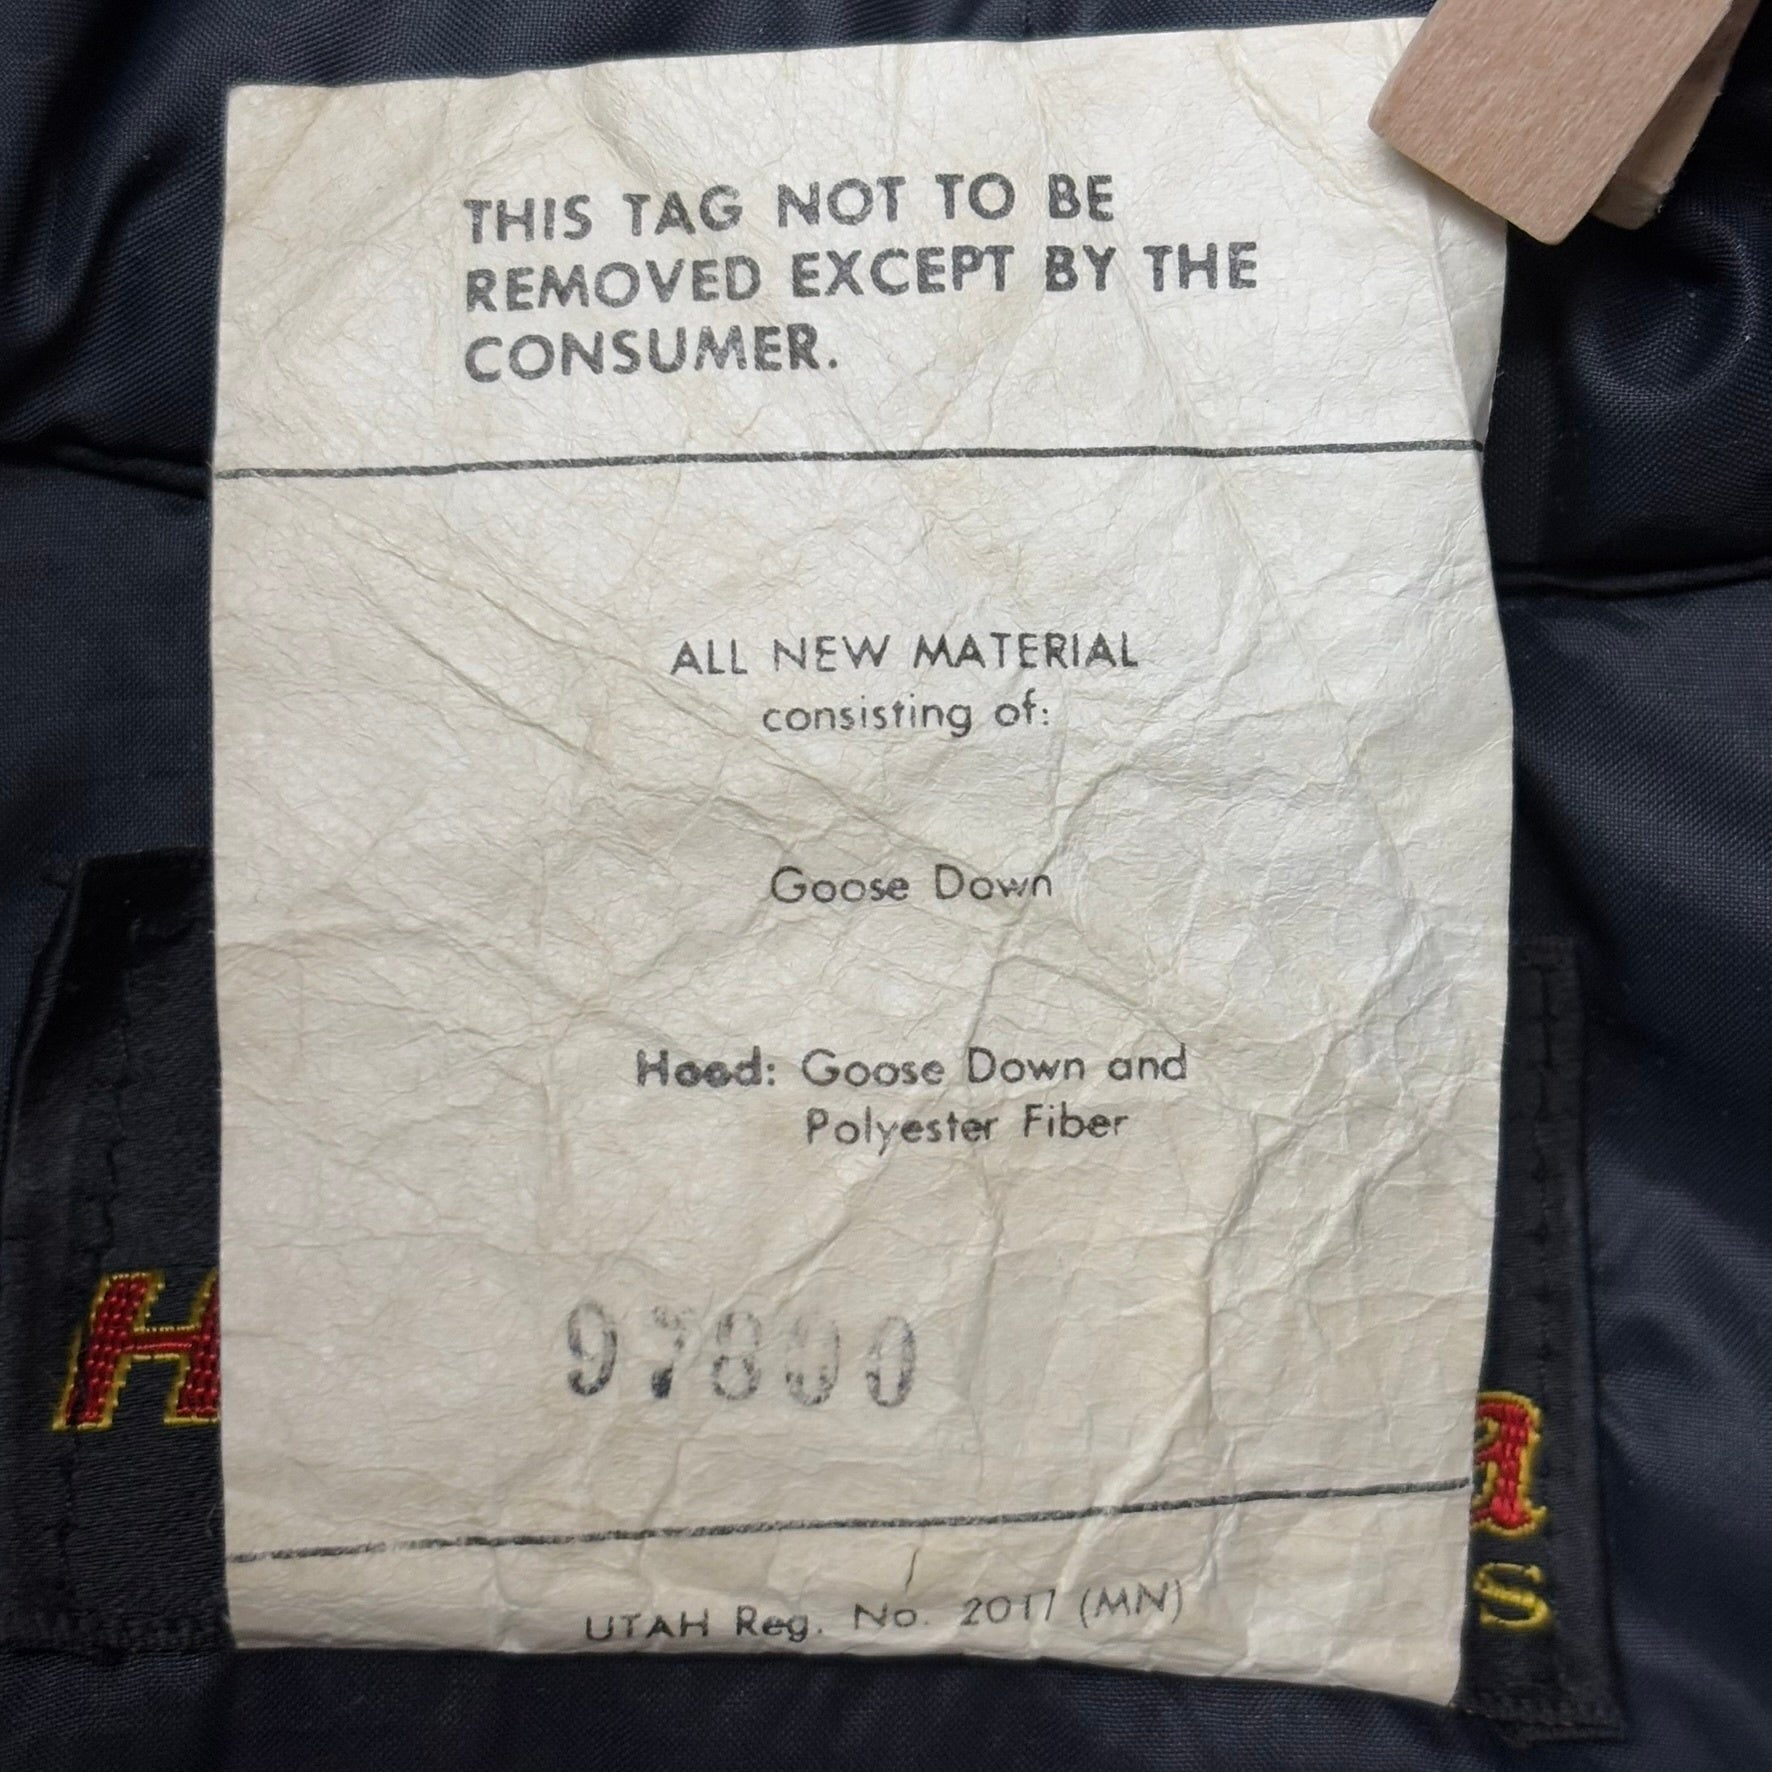 THIS TAG NOT TO BE
REMOVED EXCEPT BY THE
CONSUMER.
ALL NEW MATERIAL
consisting of:
Goose Down
Hood: Goose Down and
Polyester Fiber
97800
UTAH Reg. No. 2017 (MN)